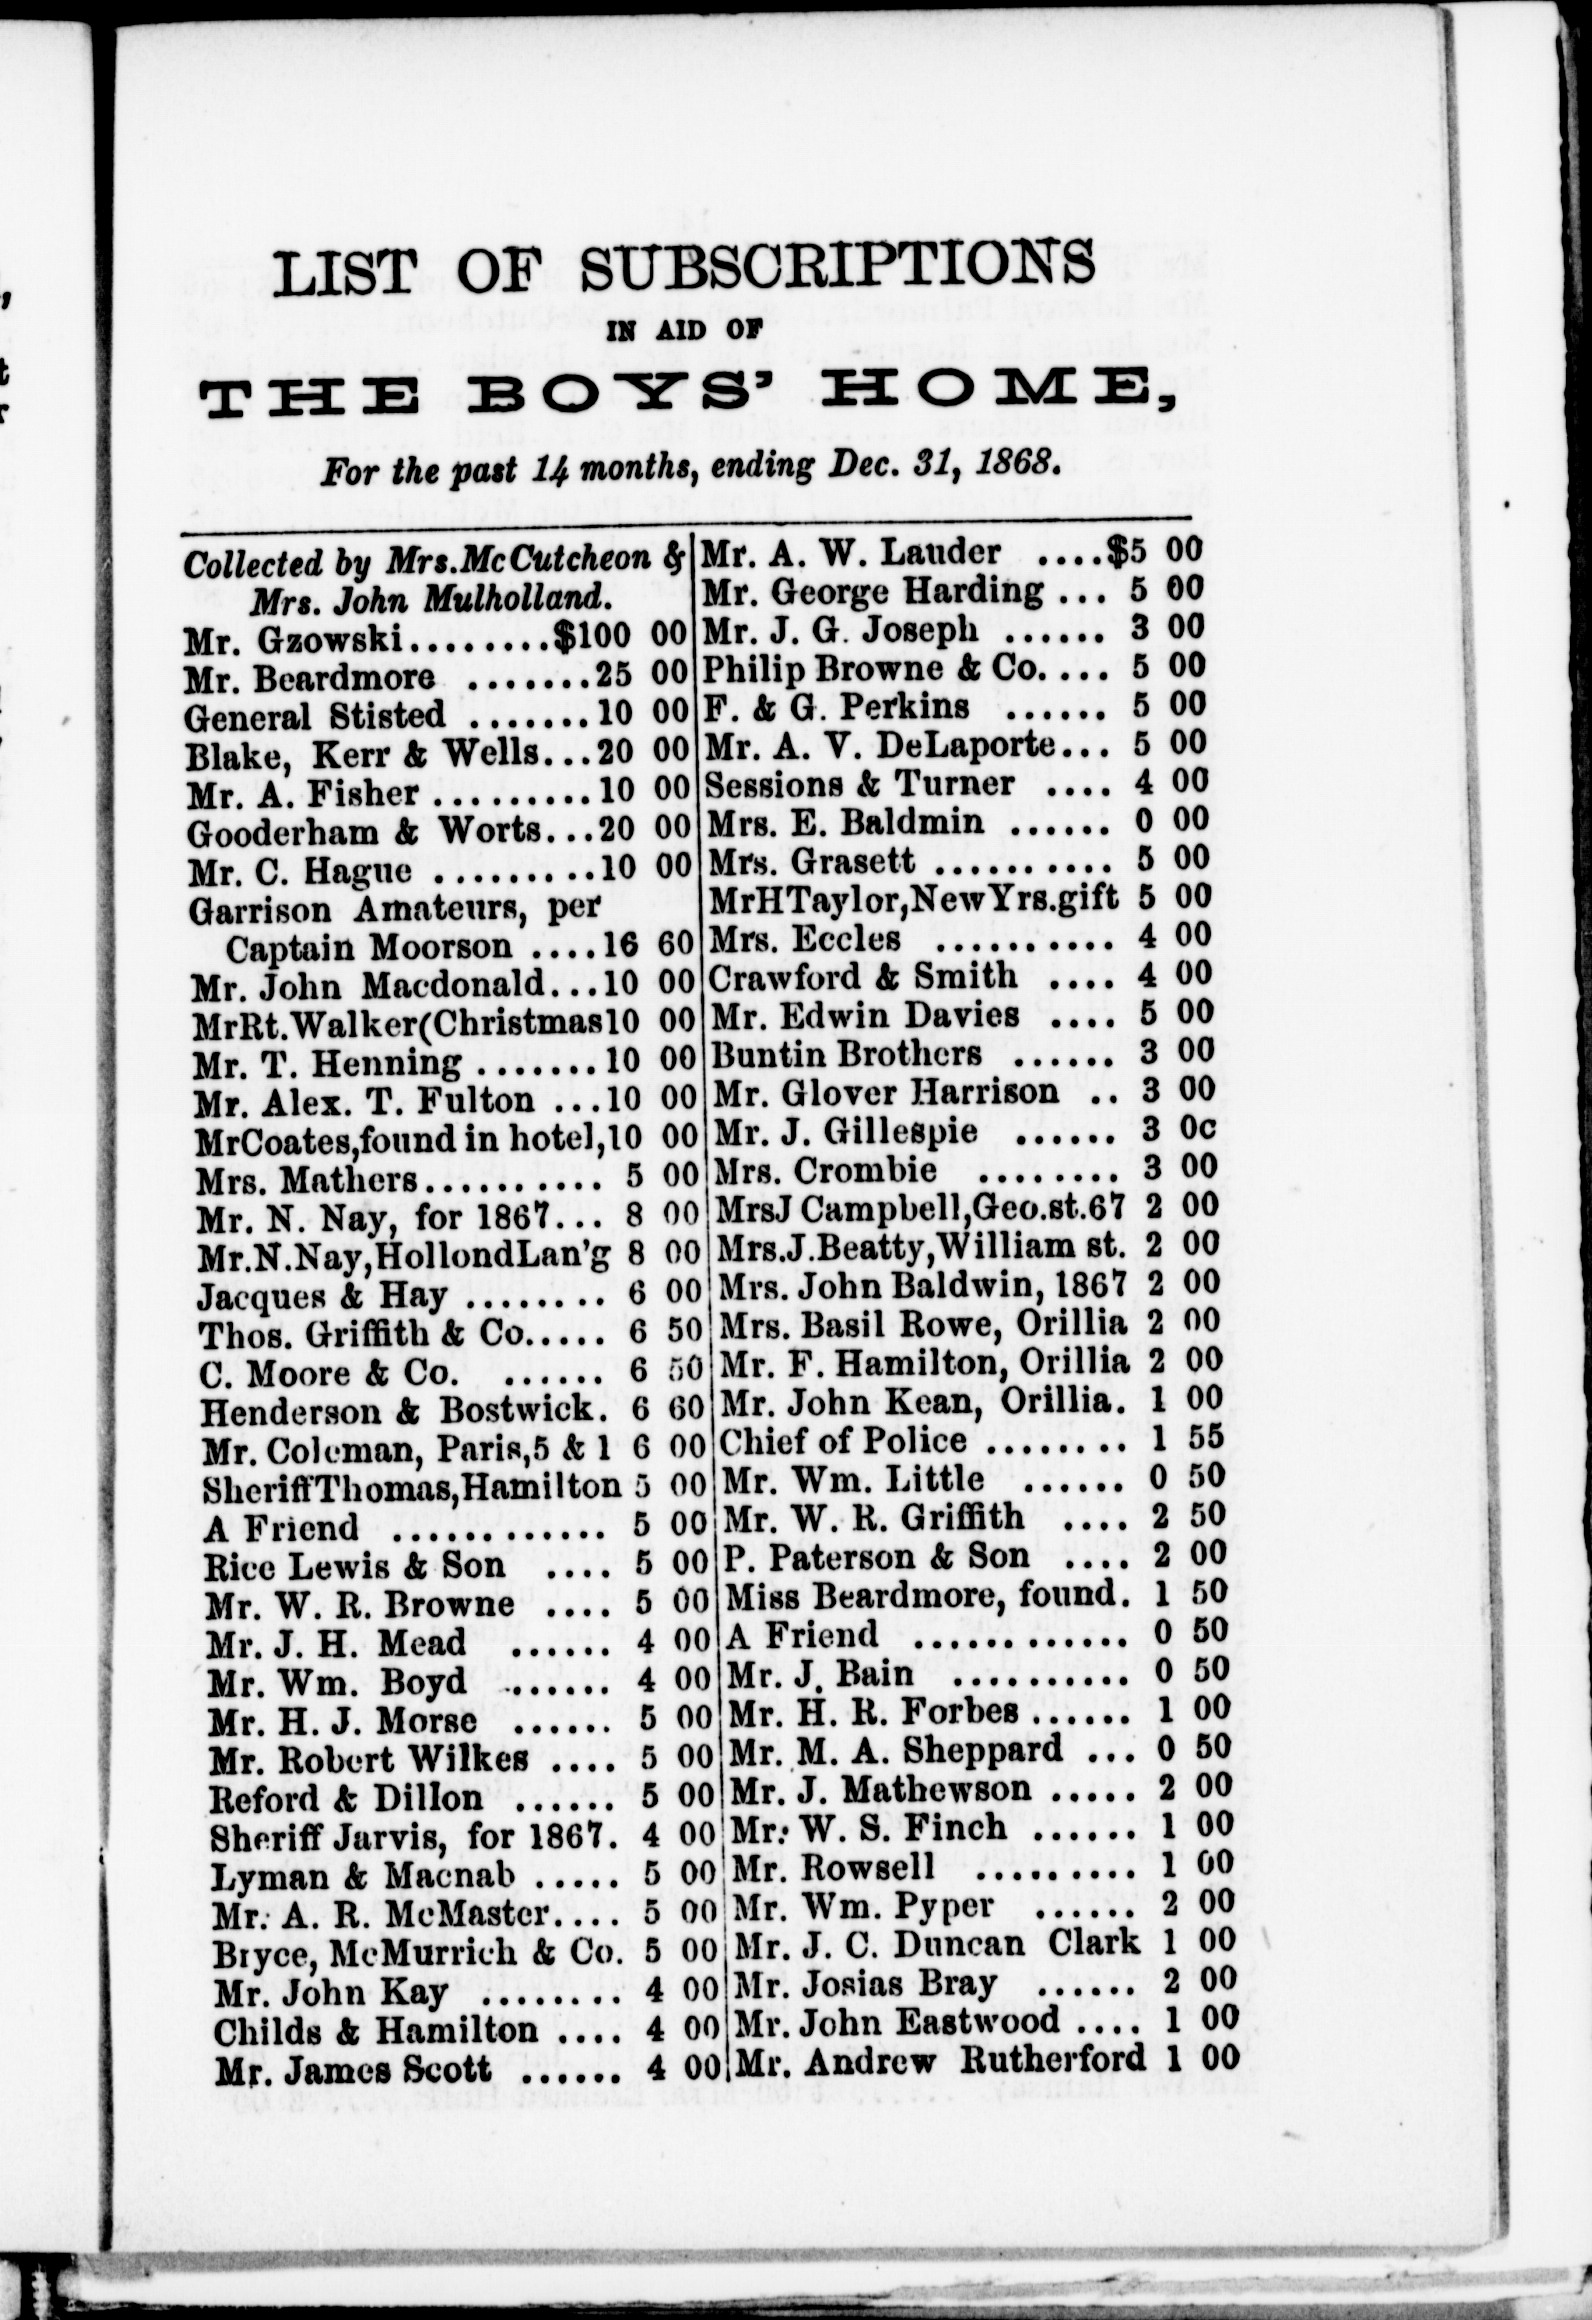 LIST OF SUBSCRIPTIONS
IN AID OF
THE BOYS' HOME,
For the past 14 months, ending Dec. 31, 1868.
Collected by Mrs.McCutcheon &
Mrs. John Mulholland.
Mr. Gzowski.........$100 00
Mr. Beardmore .......25 00
General Stisted .......10 00
Blake, Kerr & Wells...20 00
Mr. A. Fisher .........10 00
Gooderham & Worts...20 00
Mr. C. Hague .........10 00
Garrison Amateurs, per
Captain Moorson ....16 60
Mr. John Macdonald...10 00
MrRt.Walker(Christmas10 00
Mr. T. Henning .......10 00
Mr. Alex. T. Fulton ...10 00
MrCoates,found in hotel,10 00
Mrs. Mathers.......... 5 00
Mr. N. Nay, for 1867... 8 00
Mr.N.Nay,HollondLan'g 8 00
Jacques & Hay ........ 6 00
Thos. Griffith & Co..... 6 50
C. Moore & Co. ...... 6 50
Henderson & Bostwick. 6 60
Mr. Coleman, Paris,5 & 1 6 00
SheriffThomas,Hamilton 5 00
A Friend ............ 5 00
Rice Lewis & Son .... 5 00
Mr. W. R. Browne .... 5 00
Mr. J. H. Mead ...... 4 00
Mr. Wm. Boyd ...... 4 00
Mr. H. J. Morse ...... 5 00
Mr. Robert Wilkes .... 5 00
Reford & Dillon ...... 5 00
Sheriff Jarvis, for 1867. 4 00
Lyman & Macnab ..... 5 00
Mr. A. R. McMaster.... 5 00
Bryce, McMurrich & Co. 5 00
Mr. John Kay ........ 4 00
Childs & Hamilton .... 4 00
Mr. James Scott ...... 4 00
Mr. A. W. Lauder ....$5 00
Mr. George Harding ... 5 00
Mr. J. G. Joseph ...... 3 00
Philip Browne & Co.... 5 00
F. & G. Perkins ...... 5 00
Mr. A. V. DeLaporte... 5 00
Sessions & Turner .... 4 00
Mrs. E. Baldmin ...... 0 00
Mrs. Grasett .......... 5 00
MrHTaylor,NewYrs.gift 5 00
Mrs. Eccles .......... 4 00
Crawford & Smith .... 4 00
Mr. Edwin Davies .... 5 00
Buntin Brothers ...... 3 00
Mr. Glover Harrison .. 3 00
Mr. J. Gillespie ...... 3 0c
Mrs. Crombie ........ 3 00
MrsJ Campbell,Geo.st.67 2 00
Mrs.J.Beatty,William st. 2 00
Mrs. John Baldwin, 1867 2 00
Mrs. Basil Rowe, Orillia 2 00
Mr. F. Hamilton, Orillia 2 00
Mr. John Kean, Orillia. 1 00
Chief of Police ........ 1 55
Mr. Wm. Little ...... 0 50
Mr. W. R. Griffith .... 2 50
P. Paterson & Son .... 2 00
Miss Beardmore, found. 1 50
A Friend ............ 0 50
Mr. J. Bain .......... 0 50
Mr. H. R. Forbes ...... 1 00
Mr. M. A. Sheppard ... 0 50
Mr. J. Mathewson ..... 2 00
Mr. W. S. Finch ...... 1 00
Mr. Rowsell ......... 1 00
Mr. Wm. Pyper ...... 2 00
Mr. J. C. Duncan Clark 1 00
Mr. Josias Bray ...... 2 00
Mr. John Eastwood .... 1 00
Mr. Andrew Rutherford 1 00